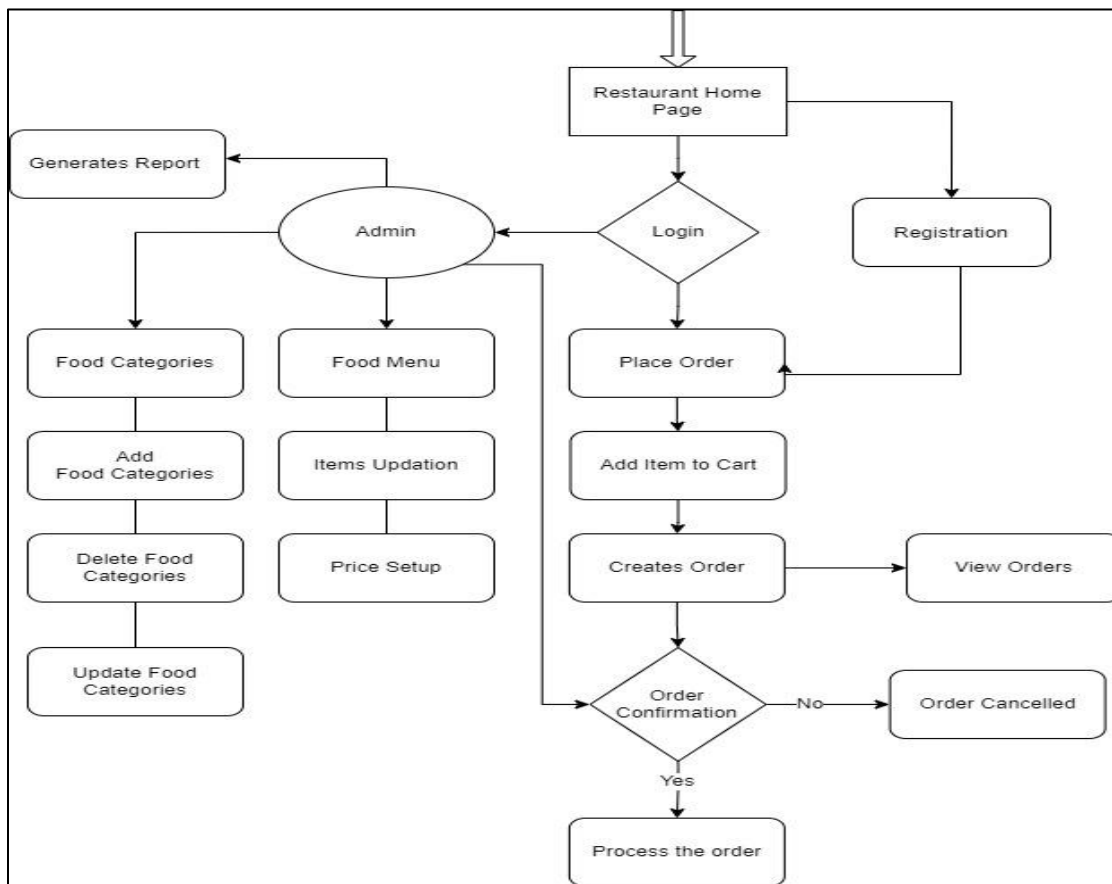 Restaurant Home
Page
Generates Report
Admin
Login
Registration
Food Categories
Food Menu
Place Order
Add
Food Categories
Items Updation
Add Item to Cart
Delete Food
Categories
Price Setup
Creates Order
View Orders
Update Food
Categories
Order
Confirmation
No
Order Cancelled
Yes
Process the order